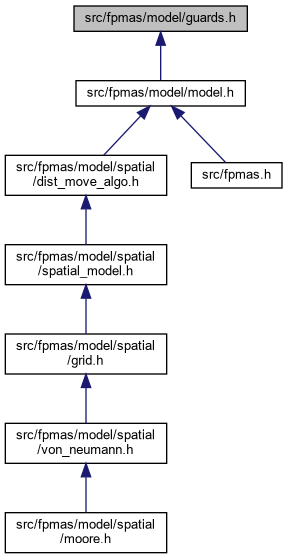 src/fpmas/model/guards.h
src/fpmas/model/model.h
src/fpmas/model/spatial
/dist_move_algo.h
src/fpmas.h
src/fpmas/model/spatial
/spatial_model.h
src/fpmas/model/spatial
/grid.h
src/fpmas/model/spatial
/von_neumann.h
src/fpmas/model/spatial
/moore.h